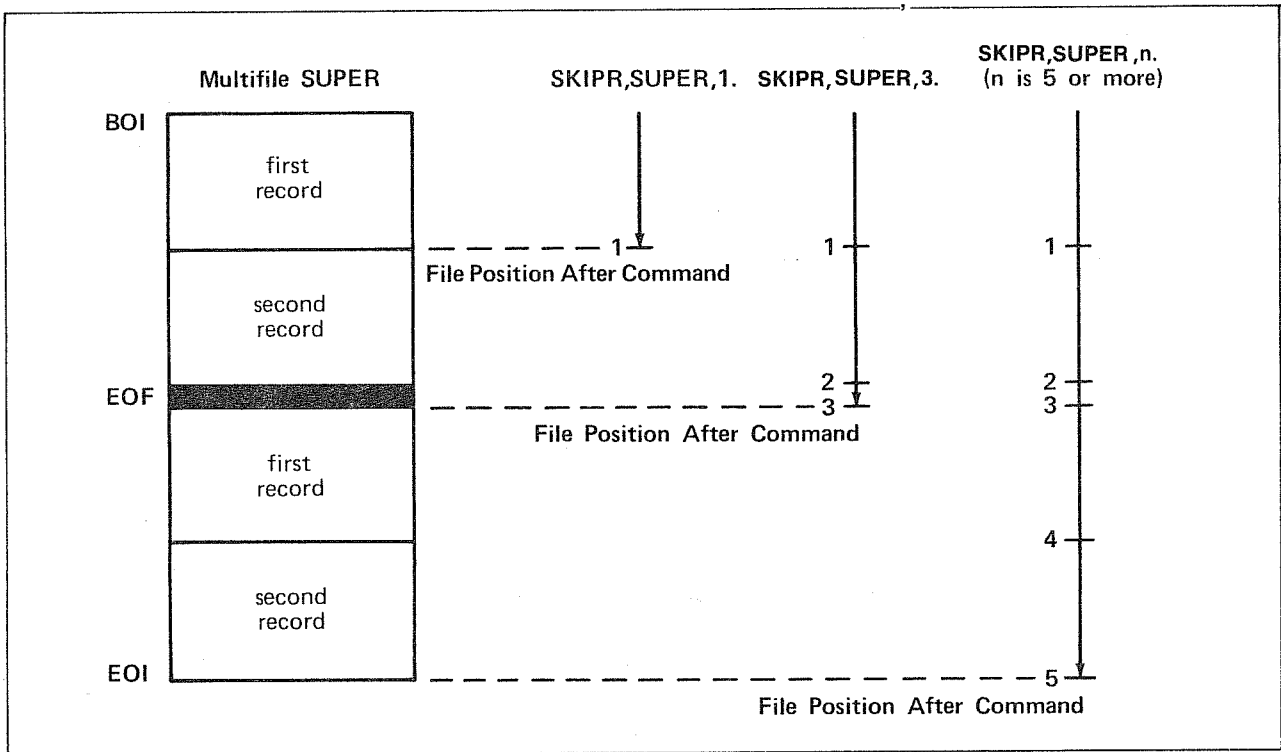 SKIPR,SUPER,n.
Multifile SUPER SKIPR,SUPER,1. SKIPR,SUPER,3. (n is 5 or more)
BOI
first
record
1 1 1
File Position After Command
second
record
2 2
EOF
3 3
File Position After Command
first
record
4
second
record
EOI
5
File Position After Command